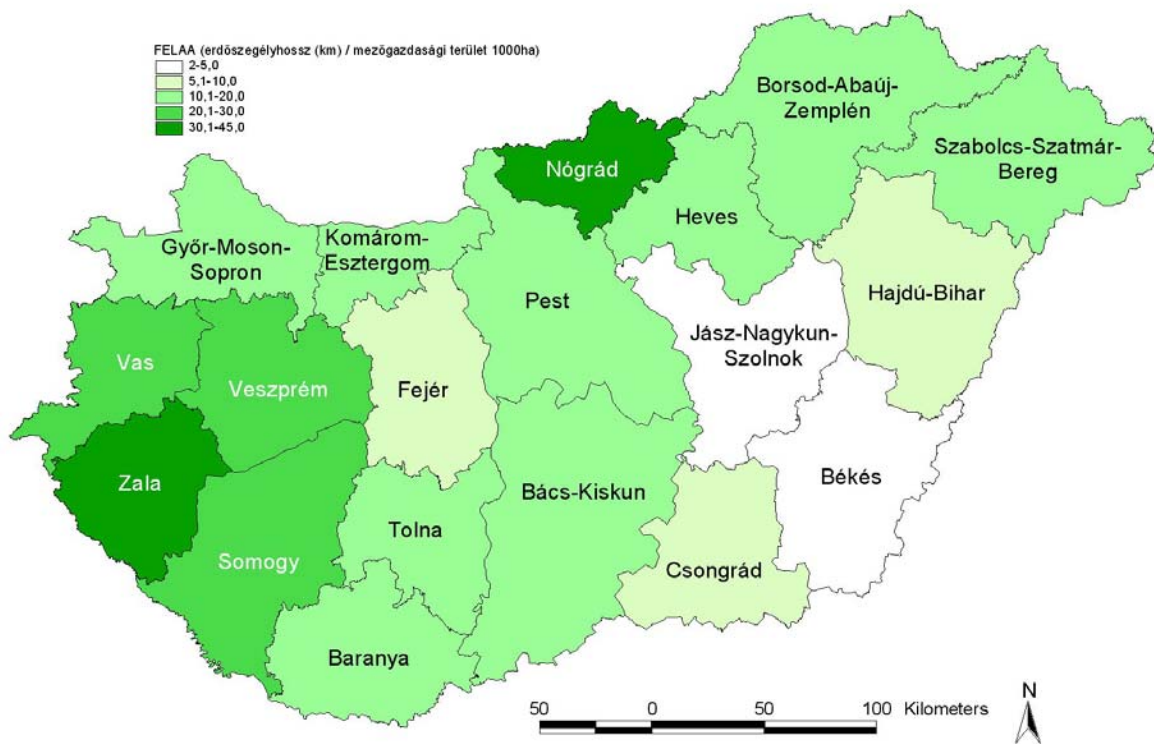 FELAA (erdőszegélyhossz (km) / mezőgazdasági terület 1000ha)
2-5,0
5,1-10,0
10,1-20,0
20,1-30,0
30,1-45,0
Borsod-Abaúj-
Zemplén
Szabolcs-Szatmár-
Bereg
Nógrád
Heves
Győr-Moson-
Sopron
Komárom-
Esztergom
Pest
Hajdú-Bihar
Jász-Nagykun-
Szolnok
Vas
Veszprém
Fejér
Zala
Békés
Bács-Kiskun
Tolna
Somogy
Csongrád
Baranya
50 0 50 100 Kilometers
N